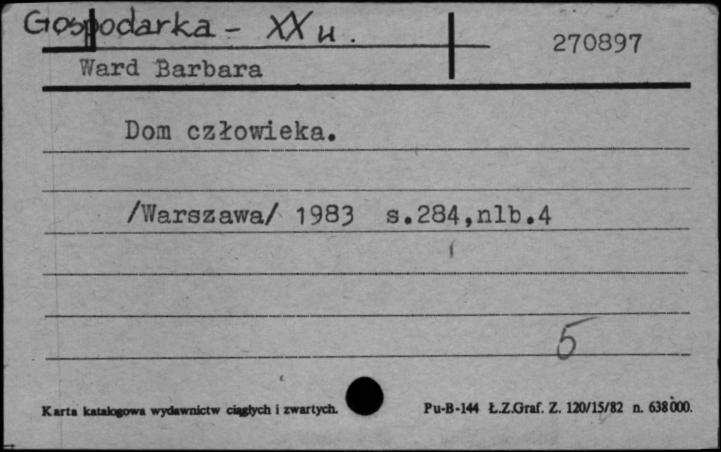 Gospodarka - XX w.
270897
Ward Barbara
Dom człowieka.
/Warszawa/ 1983 s.284,nlb.4
5
Karta katalogowa wydawnictw ciągłych i zwartych.
Pu-B-144 Ł.Z.Graf. Z. 120/15/82 n. 638000.